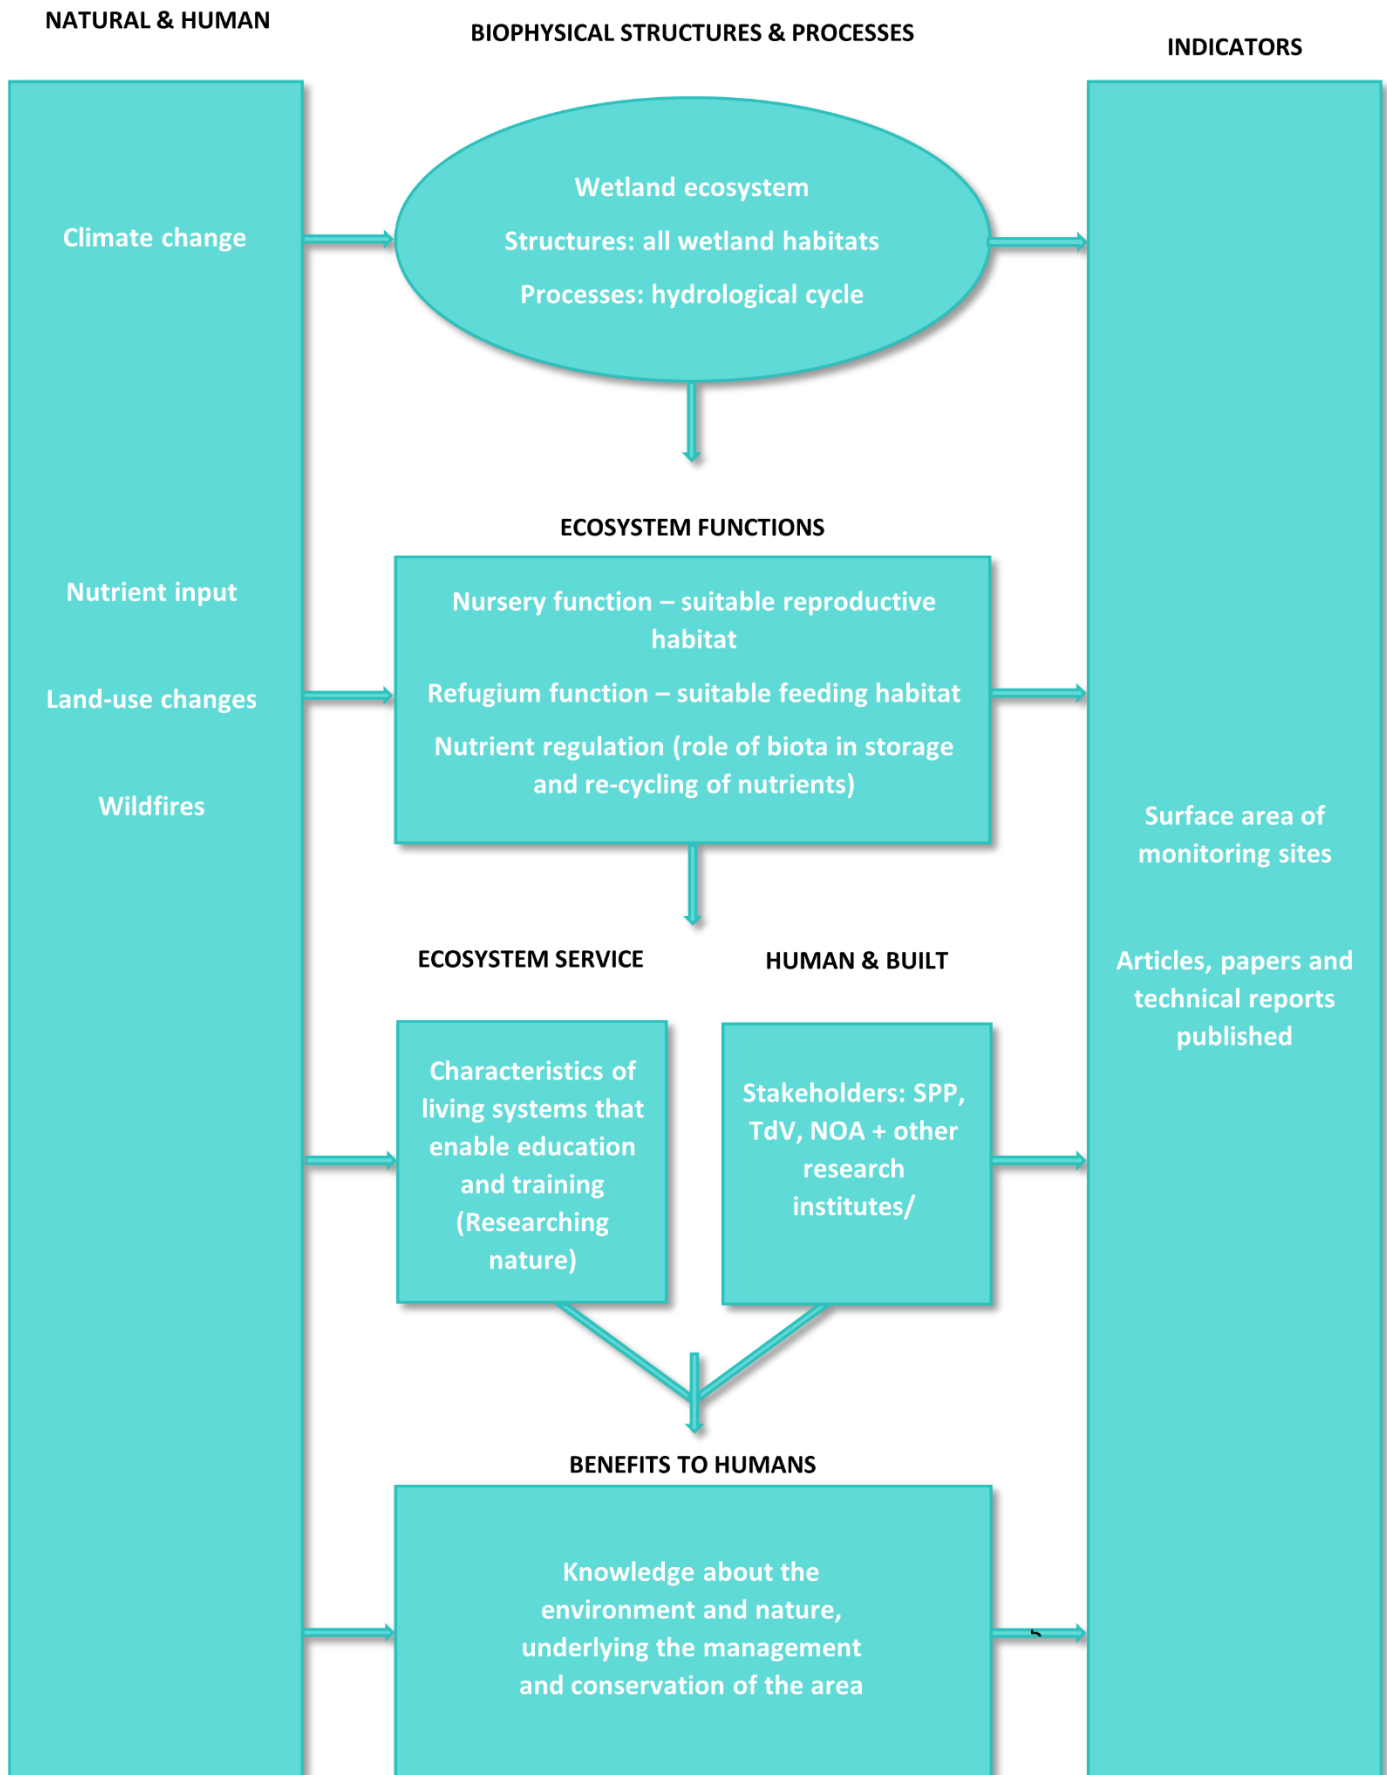 NATURAL & HUMAN
BIOPHYSICAL STRUCTURES & PROCESSES
INDICATORS
Climate change
Nutrient input
Land-use changes
Wildfires
Wetland ecosystem
Structures: all wetland habitats
Processes: hydrological cycle
ECOSYSTEM FUNCTIONS
Nursery function – suitable reproductive
habitat
Refugium function – suitable feeding habitat
Nutrient regulation (role of biota in storage
and re-cycling of nutrients)
ECOSYSTEM SERVICE
Characteristics of
living systems that
enable education
and training
(Researching
nature)
HUMAN & BUILT
Stakeholders: SPP,
TdV, NOA + other
research
institutes/
BENEFITS TO HUMANS
Knowledge about the
environment and nature,
underlying the management
and conservation of the area
Surface area of
monitoring sites
Articles, papers and
technical reports
published